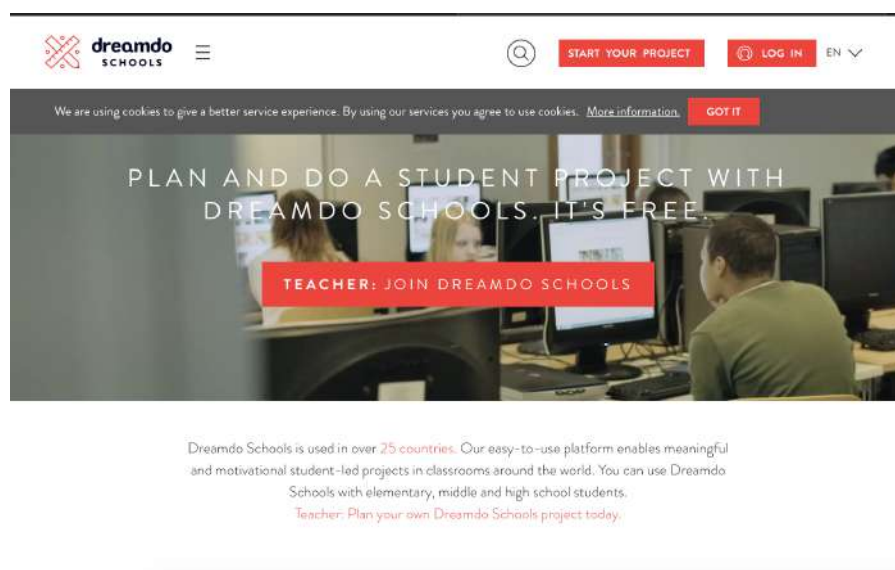 dreamdo
SCHOOLS
START YOUR PROJECT
LOG IN
EN
We are using cookies to give a better service experience. By using our services you agree to use cookies. More information.
GOT IT
PLAN AND DO A STUDENT PROJECT WITH
DREAMDO SCHOOLS. IT'S FREE.
TEACHER: JOIN DREAMDO SCHOOLS
Dreamdo Schools is used in over 25 countries. Our easy-to-use platform enables meaningful
and motivational student-led projects in classrooms around the world. You can use Dreamdo
Schools with elementary, middle and high school students.
Teacher: Plan your own Dreamdo Schools project today.